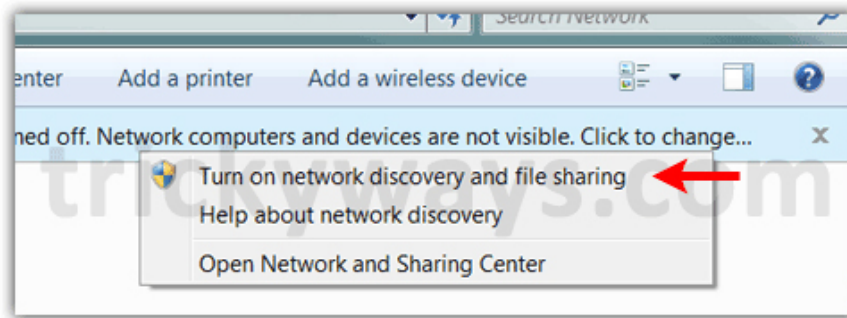 Search Network
enter Add a printer Add a wireless device
ned off. Network computers and devices are not visible. Click to change...
Turn on network discovery and file sharing
Help about network discovery
Open Network and Sharing Center
trickyways.com